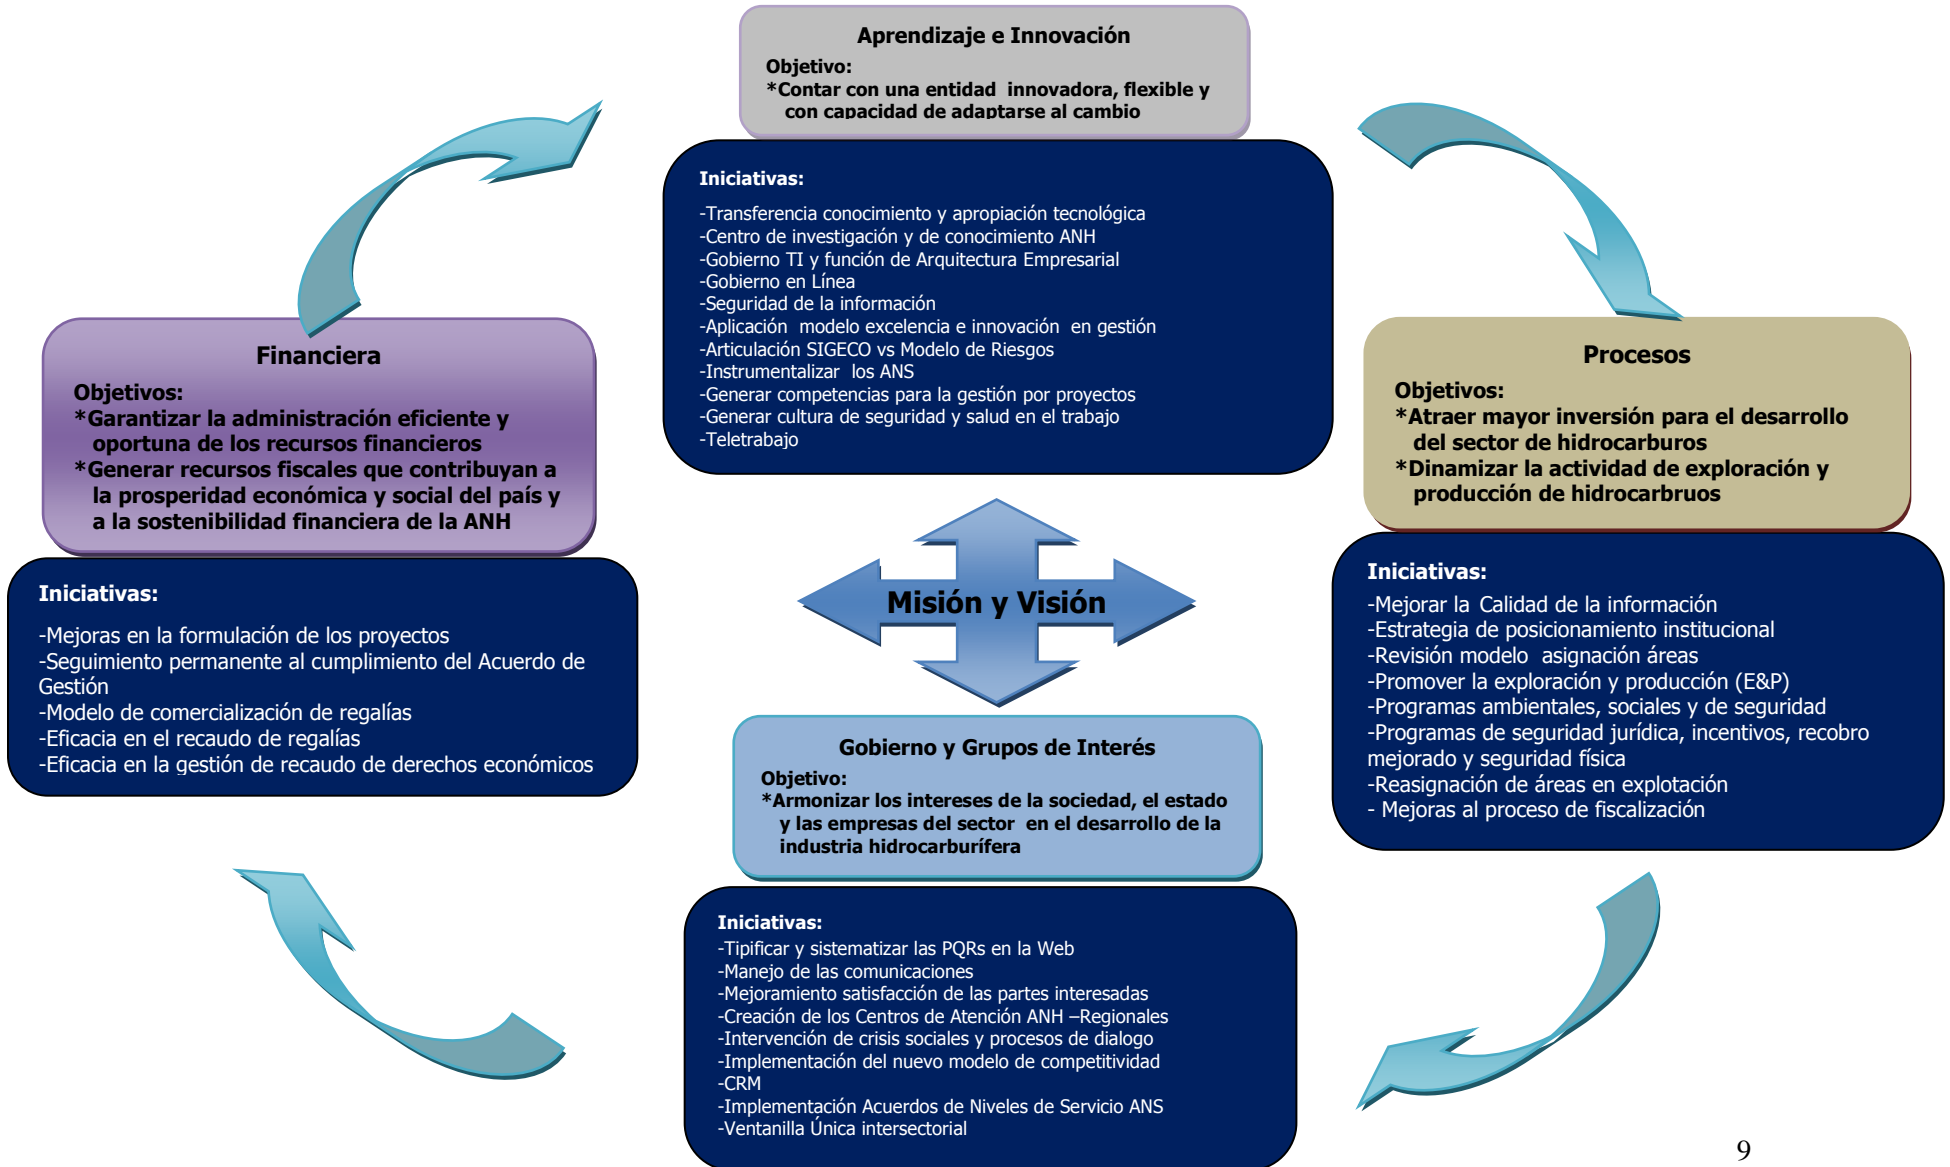 Aprendizaje e Innovación
Objetivo:
*Contar con una entidad innovadora, flexible y
con capacidad de adaptarse al cambio
Iniciativas:
-Transferencia conocimiento y apropiación tecnológica
-Centro de investigación y de conocimiento ANH
-Gobierno TI y función de Arquitectura Empresarial
-Gobierno en Línea
-Seguridad de la información
-Aplicación modelo excelencia e innovación en gestión
-Articulación SIGECO vs Modelo de Riesgos
-Instrumentalizar los ANS
-Generar competencias para la gestión por proyectos
-Generar cultura de seguridad y salud en el trabajo
-Teletrabajo
Financiera
Objetivos:
*Garantizar la administración eficiente y
oportuna de los recursos financieros
*Generar recursos fiscales que contribuyan a
la prosperidad económica y social del país y
a la sostenibilidad financiera de la ANH
Iniciativas:
-Mejoras en la formulación de los proyectos
-Seguimiento permanente al cumplimiento del Acuerdo de
Gestión
-Modelo de comercialización de regalías
-Eficacia en el recaudo de regalías
-Eficacia en la gestión de recaudo de derechos económicos
Misión y Visión
Procesos
Objetivos:
*Atraer mayor inversión para el desarrollo
del sector de hidrocarburos
*Dinamizar la actividad de exploración y
producción de hidrocarbruos
Iniciativas:
-Mejorar la Calidad de la información
-Estrategia de posicionamiento institucional
-Revisión modelo asignación áreas
-Promover la exploración y producción (E&P)
-Programas ambientales, sociales y de seguridad
-Programas de seguridad jurídica, incentivos, recobro
mejorado y seguridad física
-Reasignación de áreas en explotación
- Mejoras al proceso de fiscalización
Gobierno y Grupos de Interés
Objetivo:
*Armonizar los intereses de la sociedad, el estado
y las empresas del sector en el desarrollo de la
industria hidrocarburífera
Iniciativas:
-Tipificar y sistematizar las PQRs en la Web
-Manejo de las comunicaciones
-Mejoramiento satisfacción de las partes interesadas
-Creación de los Centros de Atención ANH –Regionales
-Intervención de crisis sociales y procesos de dialogo
-Implementación del nuevo modelo de competitividad
-CRM
-Implementación Acuerdos de Niveles de Servicio ANS
-Ventanilla Única intersectorial
9